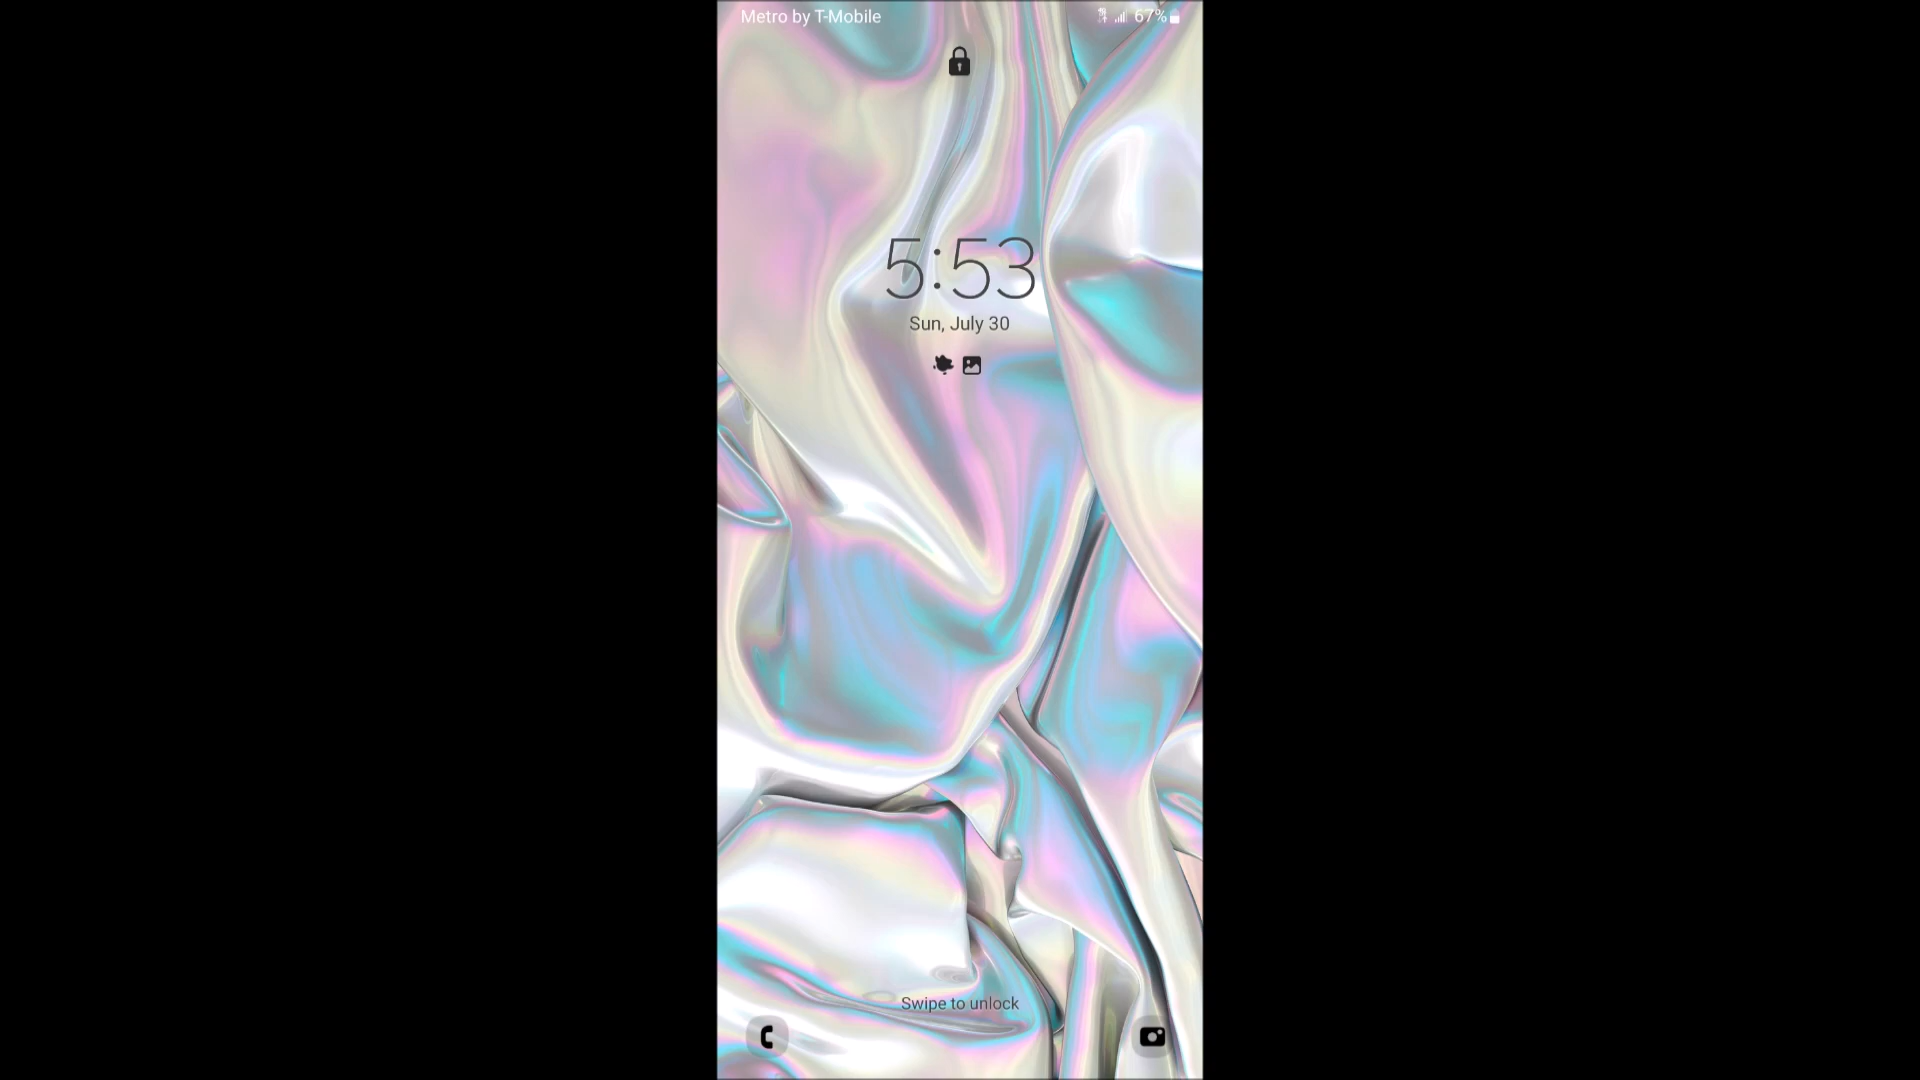 Metro by T-Mobile
67%
5:53
Sun, July 30
Swipe to unlock